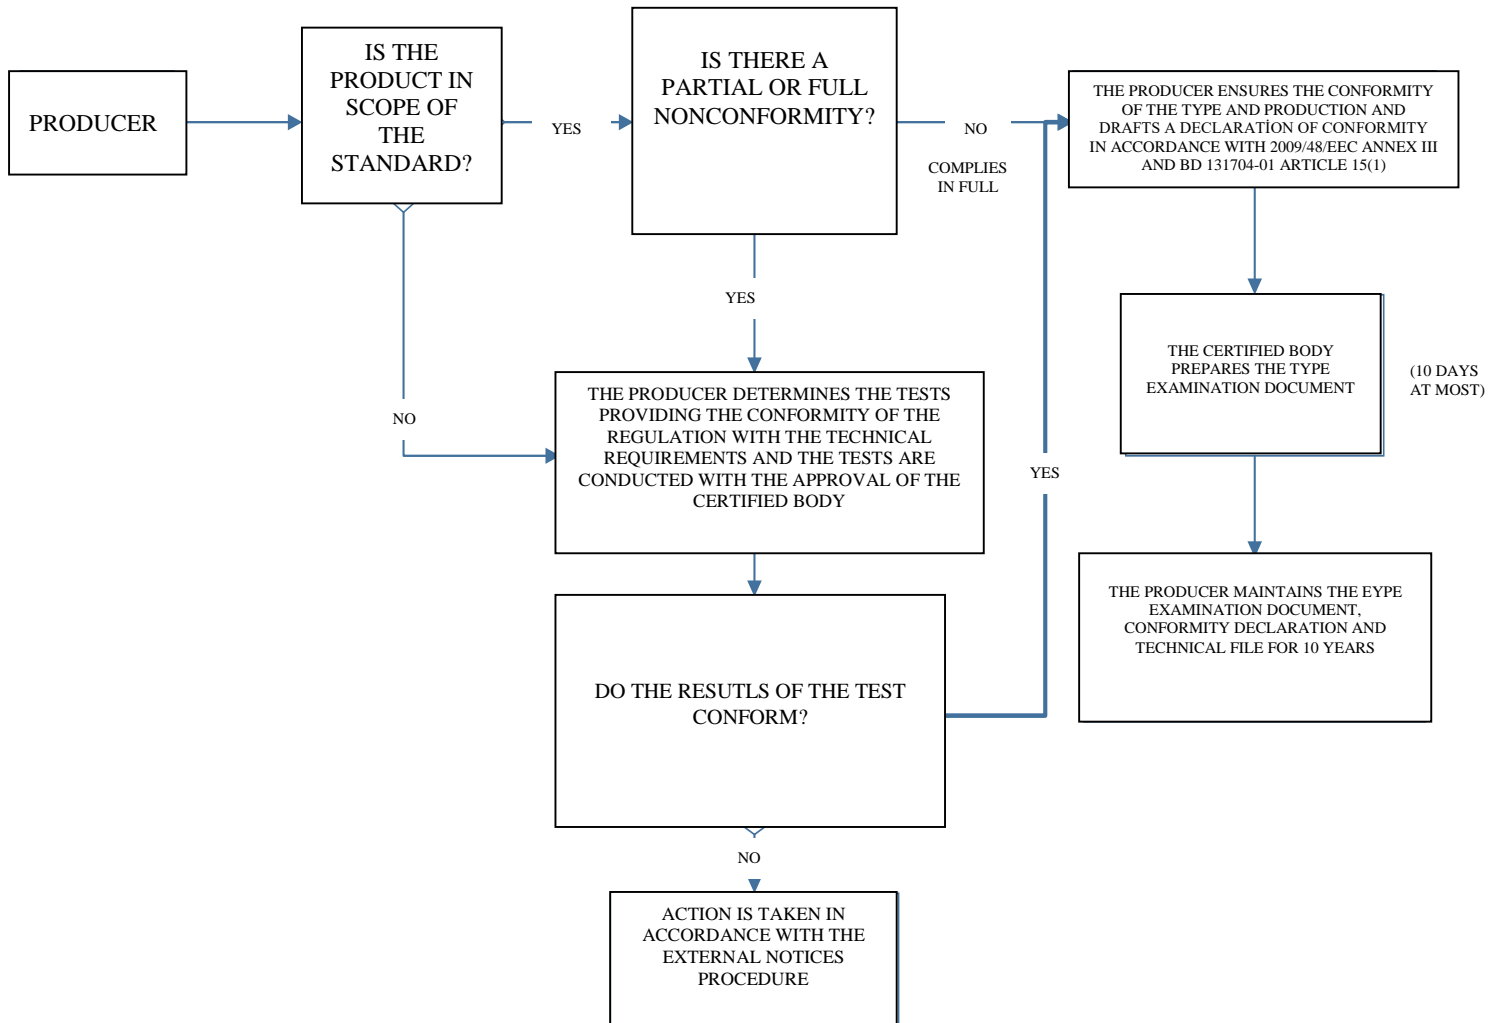 PRODUCER
IS THE
PRODUCT IN
SCOPE OF
THE
STANDARD?
YES
IS THERE A
PARTIAL OR FULL
NONCONFORMITY?
NO
COMPLIES
IN FULL
THE PRODUCER ENSURES THE CONFORMITY
OF THE TYPE AND PRODUCTION AND
DRAFTS A DECLARATİON OF CONFORMITY
IN ACCORDANCE WITH 2009/48/EEC ANNEX III
AND BD 131704-01 ARTICLE 15(1)
YES
THE CERTIFIED BODY
PREPARES THE TYPE
EXAMINATION DOCUMENT
(10 DAYS
AT MOST)
NO
THE PRODUCER DETERMINES THE TESTS
PROVIDING THE CONFORMITY OF THE
REGULATION WITH THE TECHNICAL
REQUIREMENTS AND THE TESTS ARE
CONDUCTED WITH THE APPROVAL OF THE
CERTIFIED BODY
YES
THE PRODUCER MAINTAINS THE EYPE
EXAMINATION DOCUMENT,
CONFORMITY DECLARATION AND
TECHNICAL FILE FOR 10 YEARS
DO THE RESUTLS OF THE TEST
CONFORM?
NO
ACTION IS TAKEN IN
ACCORDANCE WITH THE
EXTERNAL NOTICES
PROCEDURE